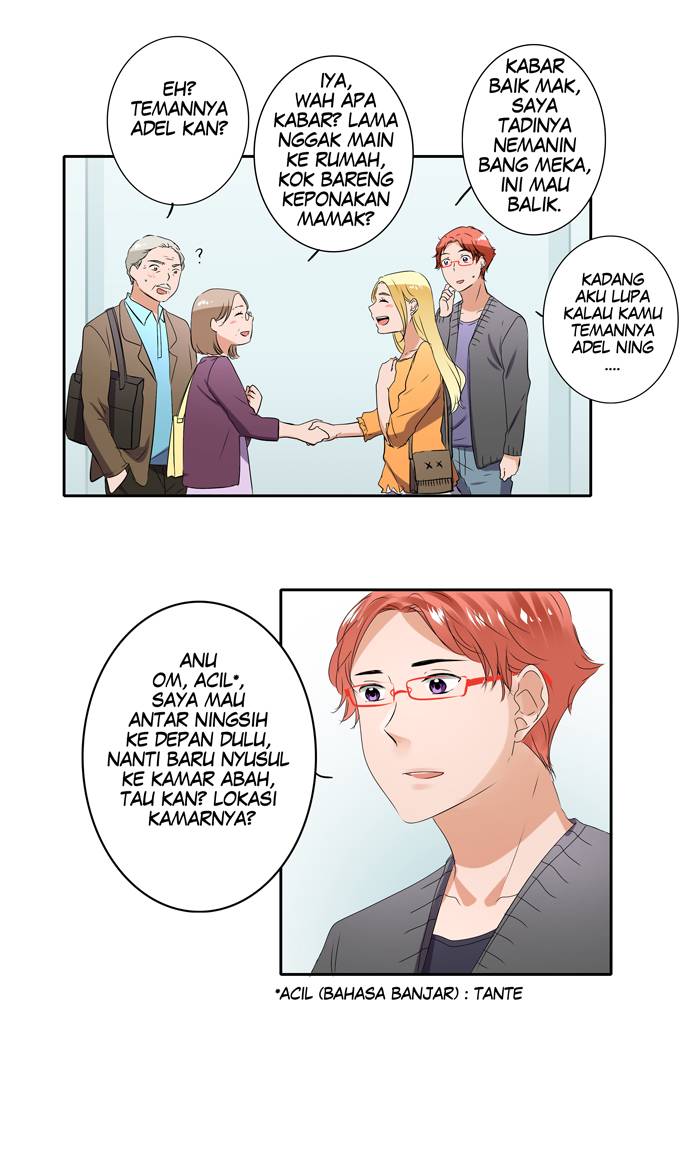 EH?
TEMANNYA
ADEL KAN?
IYA,
WAH APA
KABAR? LAMA
NGGAK MAIN
KE RUMAH,
KOK BARENG
KEPONAKAN
MAMAK?
KABAR
BAIK MAK,
SAYA
TADINYA
NEMANIN
BANG MEKA,
INI MAU
BALIK.
?
KADANG
AKU LUPA
KALAU KAMU
TEMANNYA
ADEL NING
....
ANU
OM, ACIL*,
SAYA MAU
ANTAR NINGSIH
KE DEPAN DULU,
NANTI BARU NYUSUL
KE KAMAR ABAH,
TAU KAN? LOKASI
KAMARNYA?
*ACIL (BAHASA BANJAR) : TANTE